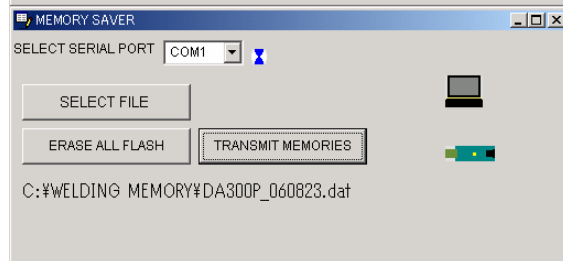 MEMORY SAVER
SELECT SERIAL PORT COM1
SELECT FILE
ERASE ALL FLASH TRANSMIT MEMORIES
C:¥WELDING MEMORY¥DA300P_060823.dat